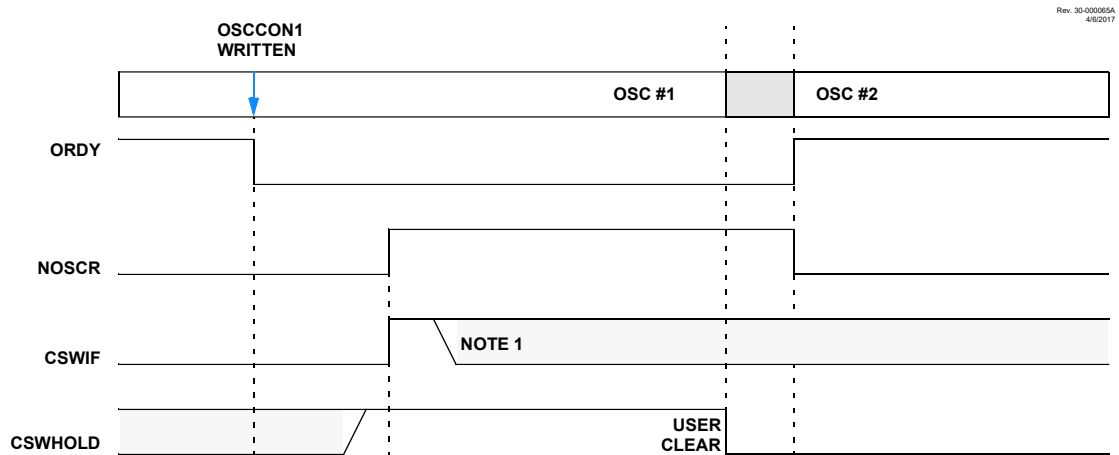 Rev. 30-000065A
4/6/2017
OSCCON1
WRITTEN
OSC #1
OSC #2
ORDY
NOSCR
CSWIF
NOTE 1
CSWHOLD
USER
CLEAR